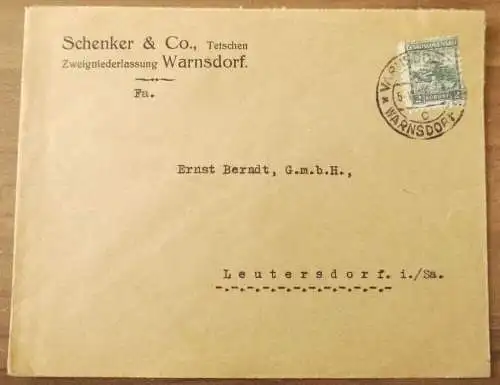 Schenker & Co., Tetschen
Zweigniederlassung Warnsdorf.
Fa.
WARNSDORF
C
Ernst Berndt, G.m.b.H.,
Leutersdorf i./Sa.